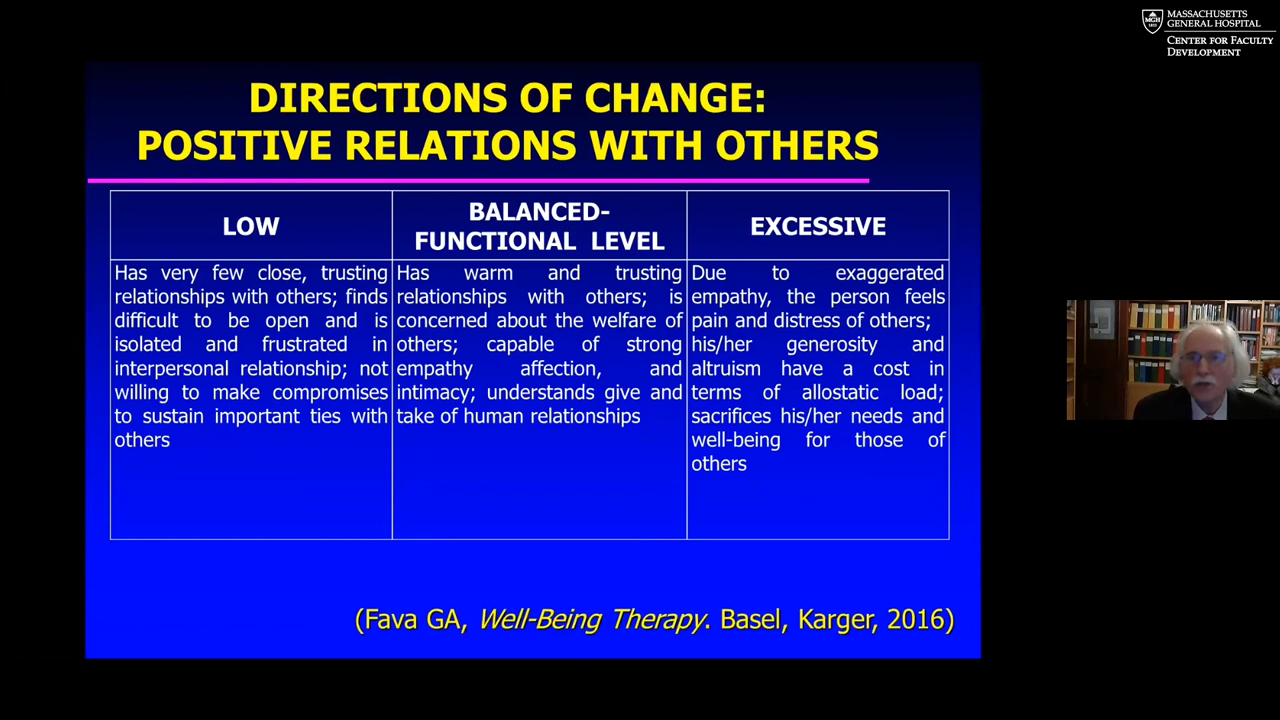 MASSACHUSETTS
GENERAL HOSPITAL
CENTER FOR FACULTY
DEVELOPMENT
MGH
1811
DIRECTIONS OF CHANGE:
POSITIVE RELATIONS WITH OTHERS
LOW
Has very few close, trusting
relationships with others; finds
difficult to be open and is
isolated and frustrated in
interpersonal relationship; not
willing to make compromises
to sustain important ties with
others
BALANCED-
FUNCTIONAL LEVEL
Has warm and trusting
relationships with others; is
concerned about the welfare of
others; capable of strong
empathy affection, and
intimacy; understands give and
take of human relationships
EXCESSIVE
Due to exaggerated
empathy, the person feels
pain and distress of others;
his/her generosity and
altruism have a cost in
terms of allostatic load;
sacrifices his/her needs and
well-being for those of
others
(Fava GA, Well-Being Therapy. Basel, Karger, 2016)